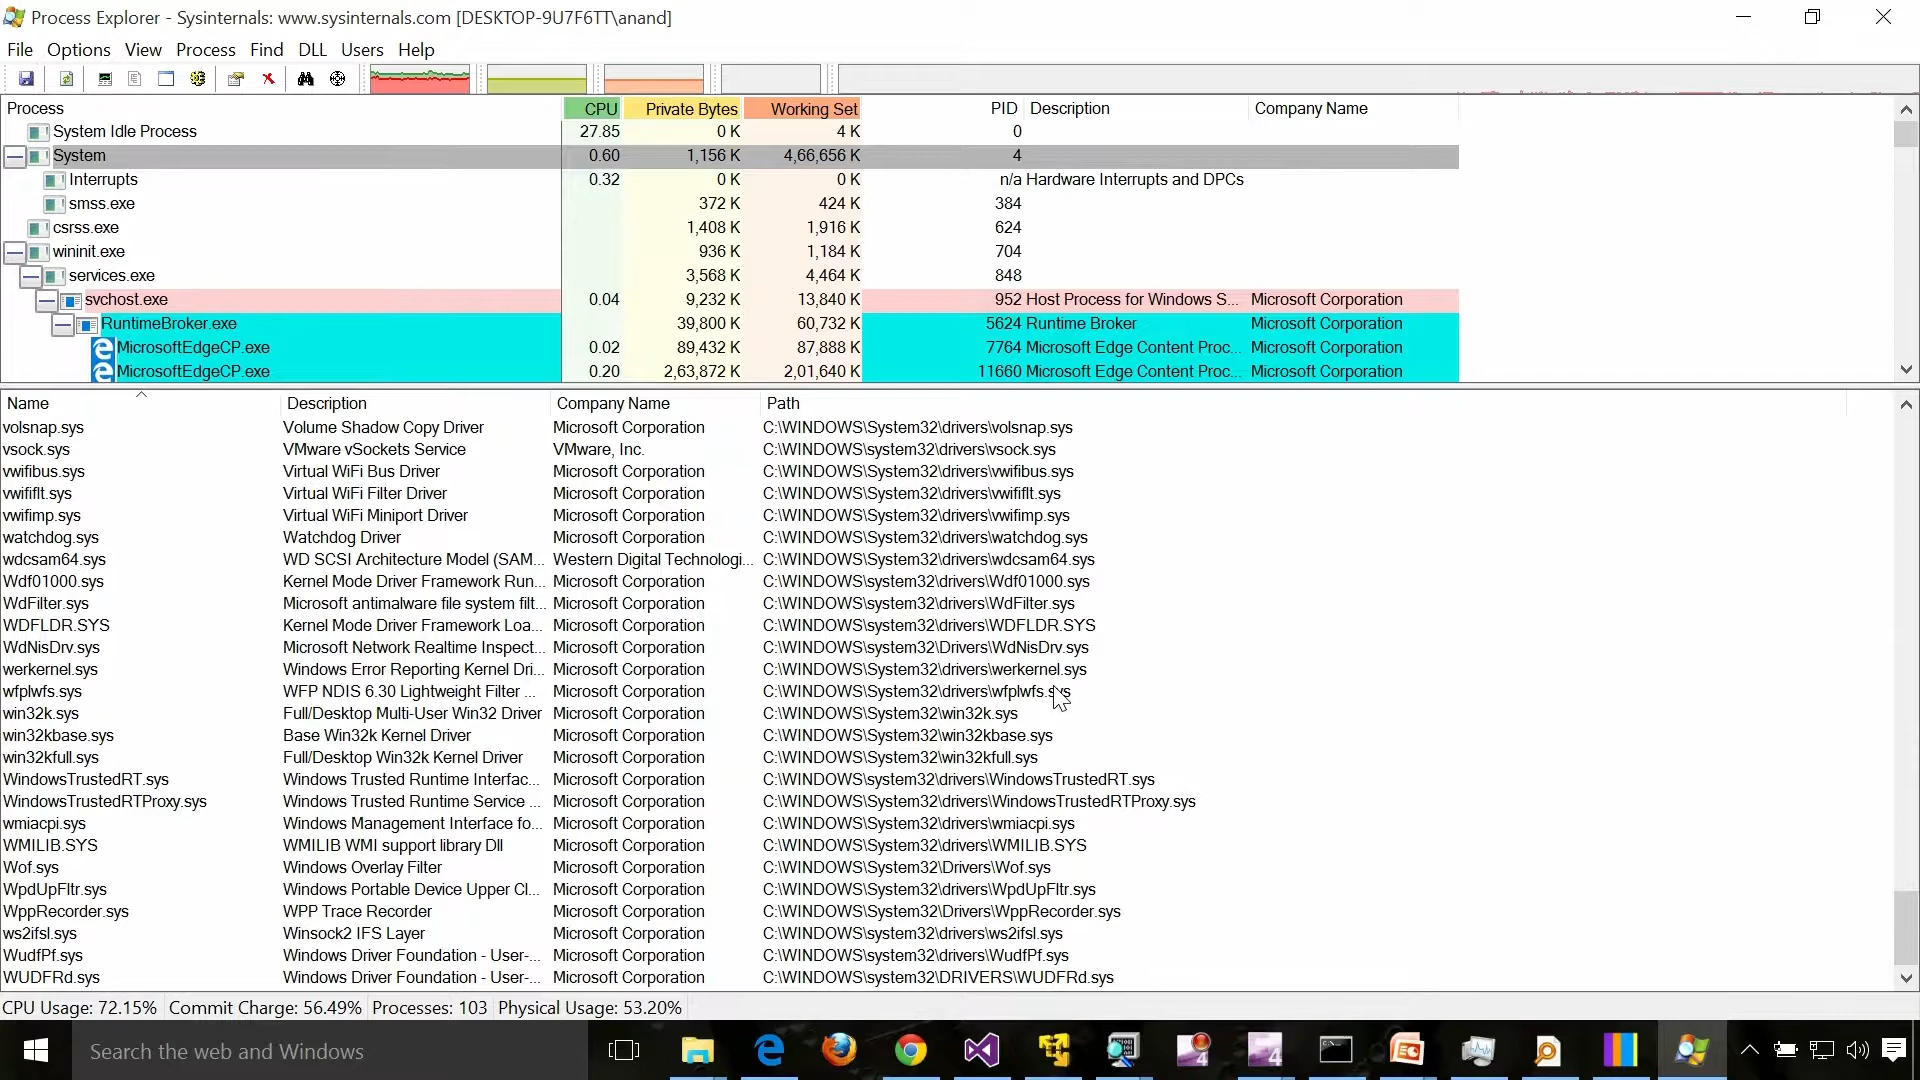 Process Explorer - Sysinternals: www.sysinternals.com [DESKTOP-9U7F6TT\anand]
File Options View Process Find DLL Users Help
Process CPU Private Bytes Working Set PID Description Company Name
System Idle Process 27.85 0 K 4 K 0
System 0.60 1,156 K 4,66,656 K 4
Interrupts 0.32 0 K 0 K n/a Hardware Interrupts and DPCs
smss.exe 372 K 424 K 384
csrss.exe 1,408 K 1,916 K 624
wininit.exe 936 K 1,184 K 704
services.exe 3,568 K 4,464 K 848
svchost.exe 0.04 9,232 K 13,840 K 952 Host Process for Windows S... Microsoft Corporation
RuntimeBroker.exe 39,800 K 60,732 K 5624 Runtime Broker Microsoft Corporation
MicrosoftEdgeCP.exe 0.02 89,432 K 87,888 K 7764 Microsoft Edge Content Proc... Microsoft Corporation
MicrosoftEdgeCP.exe 0.20 2,63,872 K 2,01,640 K 11660 Microsoft Edge Content Proc... Microsoft Corporation
Name Description Company Name Path
volsnap.sys Volume Shadow Copy Driver Microsoft Corporation C:\WINDOWS\System32\drivers\volsnap.sys
vsock.sys VMware vSockets Service VMware, Inc. C:\WINDOWS\system32\drivers\vsock.sys
vwifibus.sys Virtual WiFi Bus Driver Microsoft Corporation C:\WINDOWS\System32\drivers\vwifibus.sys
vwififlt.sys Virtual WiFi Filter Driver Microsoft Corporation C:\WINDOWS\System32\drivers\vwififlt.sys
vwifimp.sys Virtual WiFi Miniport Driver Microsoft Corporation C:\WINDOWS\System32\drivers\vwifimp.sys
watchdog.sys Watchdog Driver Microsoft Corporation C:\WINDOWS\System32\drivers\watchdog.sys
wdcsam64.sys WD SCSI Architecture Model (SAM... Western Digital Technologi... C:\WINDOWS\System32\drivers\wdcsam64.sys
Wdf01000.sys Kernel Mode Driver Framework Run... Microsoft Corporation C:\WINDOWS\system32\drivers\Wdf01000.sys
WdFilter.sys Microsoft antimalware file system filt... Microsoft Corporation C:\WINDOWS\system32\drivers\WdFilter.sys
WDFLDR.SYS Kernel Mode Driver Framework Loa... Microsoft Corporation C:\WINDOWS\system32\drivers\WDFLDR.SYS
WdNisDrv.sys Microsoft Network Realtime Inspect... Microsoft Corporation C:\WINDOWS\system32\Drivers\WdNisDrv.sys
werkernel.sys Windows Error Reporting Kernel Dri... Microsoft Corporation C:\WINDOWS\System32\drivers\werkernel.sys
wfplwfs.sys WFP NDIS 6.30 Lightweight Filter ... Microsoft Corporation C:\WINDOWS\System32\drivers\wfplwfs.sys
win32k.sys Full/Desktop Multi-User Win32 Driver Microsoft Corporation C:\WINDOWS\System32\win32k.sys
win32kbase.sys Base Win32k Kernel Driver Microsoft Corporation C:\WINDOWS\System32\win32kbase.sys
win32kfull.sys Full/Desktop Win32k Kernel Driver Microsoft Corporation C:\WINDOWS\System32\win32kfull.sys
WindowsTrustedRT.sys Windows Trusted Runtime Interfac... Microsoft Corporation C:\WINDOWS\system32\drivers\WindowsTrustedRT.sys
WindowsTrustedRTProxy.sys Windows Trusted Runtime Service ... Microsoft Corporation C:\WINDOWS\System32\drivers\WindowsTrustedRTProxy.sys
wmiacpi.sys Windows Management Interface fo... Microsoft Corporation C:\WINDOWS\System32\drivers\wmiacpi.sys
WMILIB.SYS WMILIB WMI support library Dll Microsoft Corporation C:\WINDOWS\System32\drivers\WMILIB.SYS
Wof.sys Windows Overlay Filter Microsoft Corporation C:\WINDOWS\System32\Drivers\Wof.sys
WpdUpFltr.sys Windows Portable Device Upper Cl... Microsoft Corporation C:\WINDOWS\System32\drivers\WpdUpFltr.sys
WppRecorder.sys WPP Trace Recorder Microsoft Corporation C:\WINDOWS\System32\Drivers\WppRecorder.sys
ws2ifsl.sys Winsock2 IFS Layer Microsoft Corporation C:\WINDOWS\system32\drivers\ws2ifsl.sys
WudfPf.sys Windows Driver Foundation - User-... Microsoft Corporation C:\WINDOWS\system32\drivers\WudfPf.sys
WUDFRd.sys Windows Driver Foundation - User-... Microsoft Corporation C:\WINDOWS\system32\DRIVERS\WUDFRd.sys
CPU Usage: 72.15% Commit Charge: 56.49% Processes: 103 Physical Usage: 53.20%
Search the web and Windows